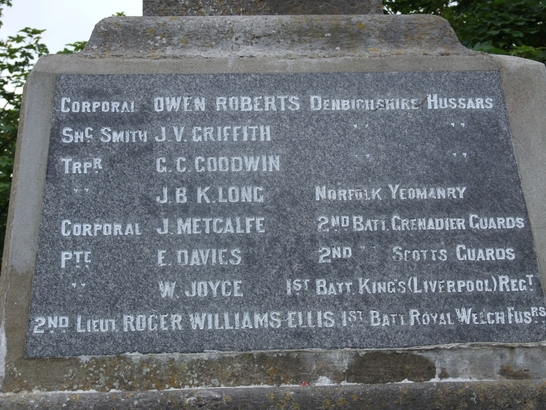 CORPORAL OWEN ROBERTS DENBIGHSHIRE HUSSARS
SHG SMITH J.V. GRIFFITH " "
TRPR G.C. GOODWIN " "
" J.B.K. LONG NORFOLK YEOMANRY
CORPORAL J. METCALFE 2ND BATT. GRENADIER GUARDS
PTE E. DAVIES 2ND " SCOTS GUARDS
" W. JOYCE 1ST BATT. KING'S (LIVERPOOL) REGT
2ND LIEUT. ROGER WILLIAMS-ELLIS 1ST BATT. ROYAL WELCH FUSRS.